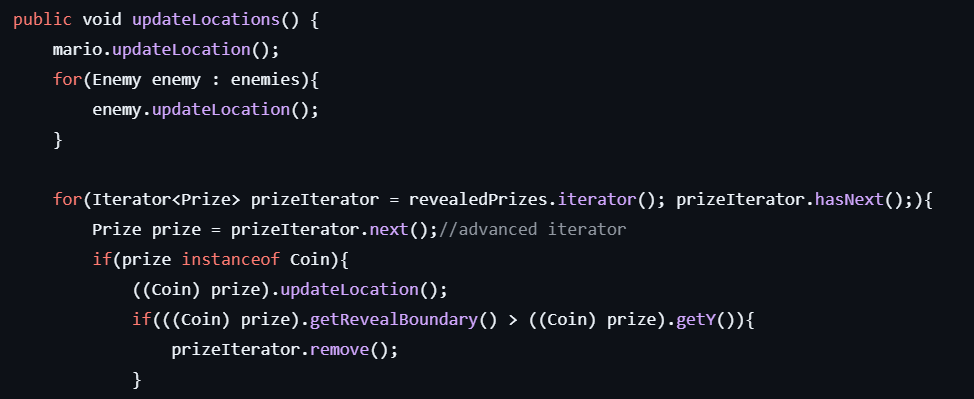 public void updateLocations() {
    mario.updateLocation();
    for(Enemy enemy : enemies){
        enemy.updateLocation();
    }

    for(Iterator<Prize> prizeIterator = revealedPrizes.iterator(); prizeIterator.hasNext();){
        Prize prize = prizeIterator.next();//advanced iterator
        if(prize instanceof Coin){
            ((Coin) prize).updateLocation();
            if(((Coin) prize).getRevealBoundary() > ((Coin) prize).getY()){
                prizeIterator.remove();
            }